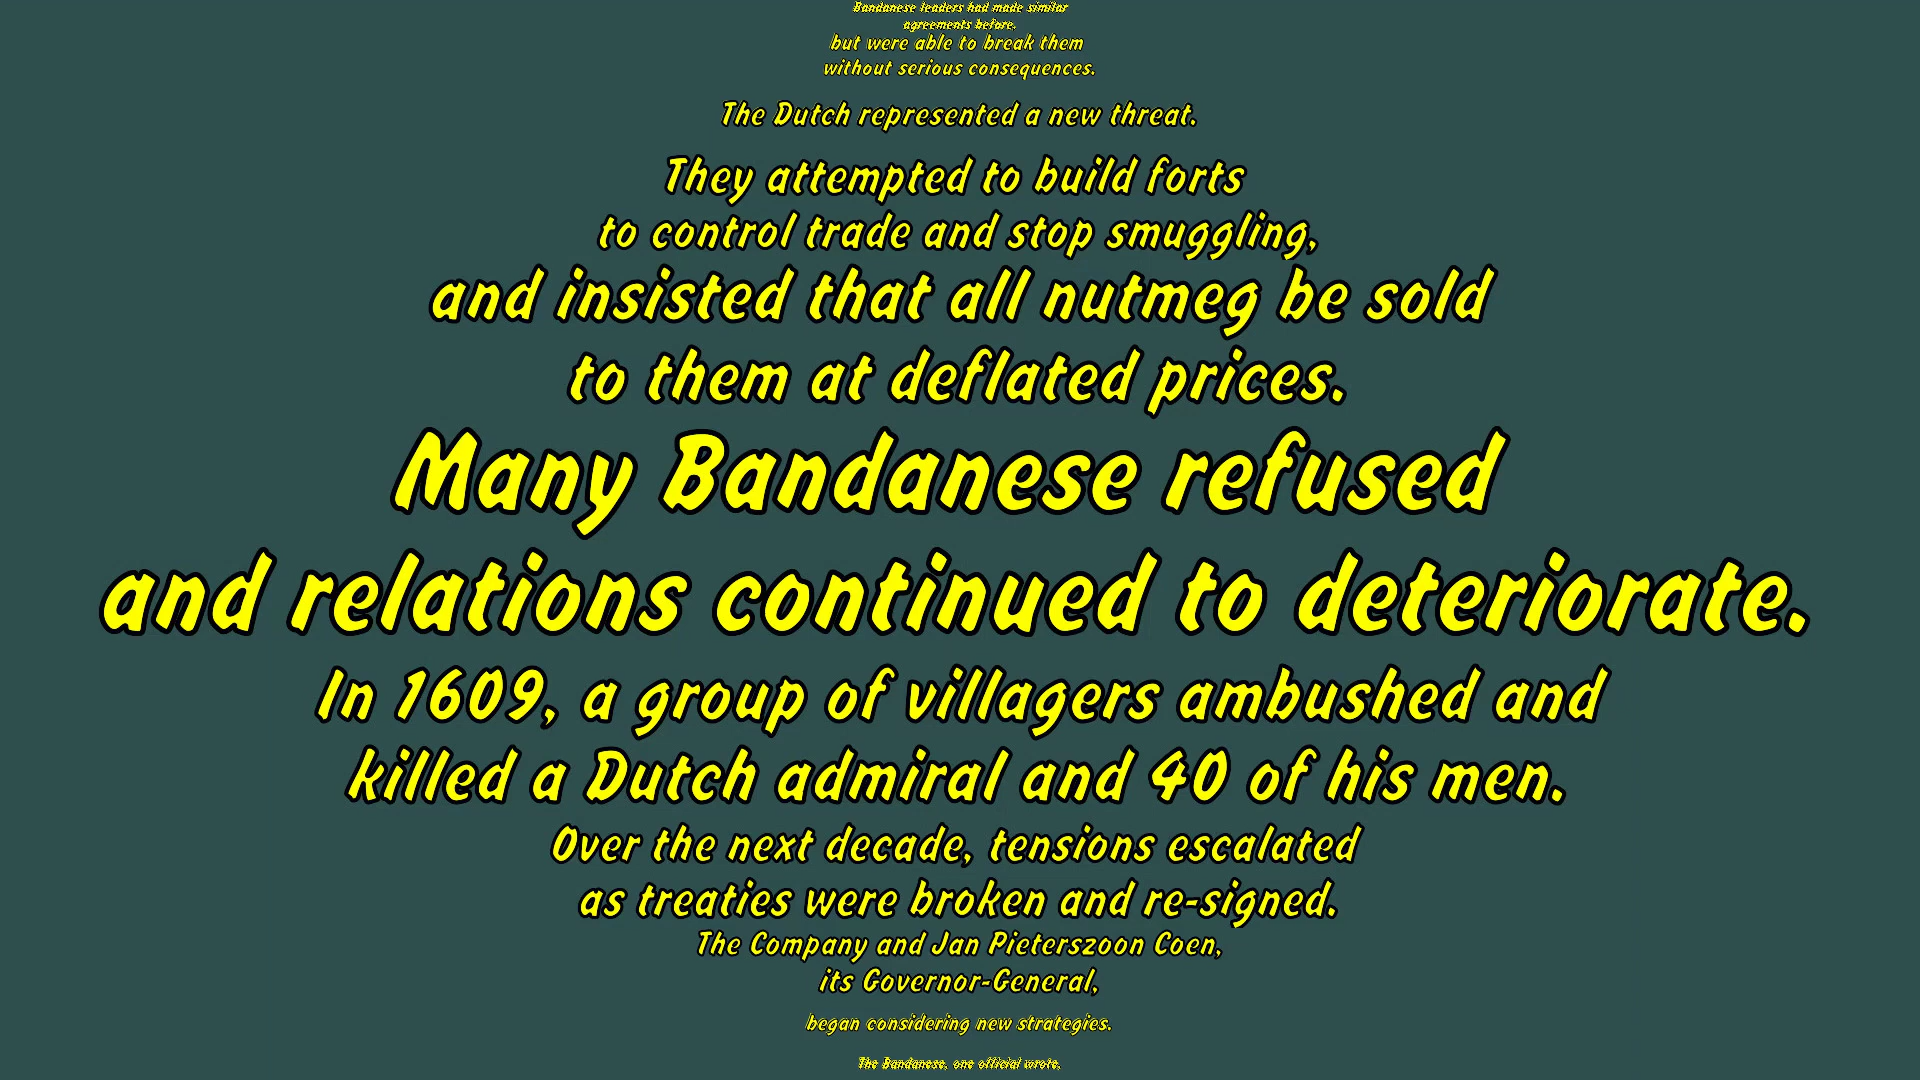 Bandanese leaders had made similar
agreements before.
but were able to break them
without serious consequences.
The Dutch represented a new threat.
They attempted to build forts
to control trade and stop smuggling,
and insisted that all nutmeg be sold
to them at deflated prices.
Many Bandanese refused
and relations continued to deteriorate.
In 1609, a group of villagers ambushed and
killed a Dutch admiral and 40 of his men.
Over the next decade, tensions escalated
as treaties were broken and re-signed.
The Company and Jan Pieterszoon Coen,
its Governor-General,
began considering new strategies.
The Bandanese, one official wrote,